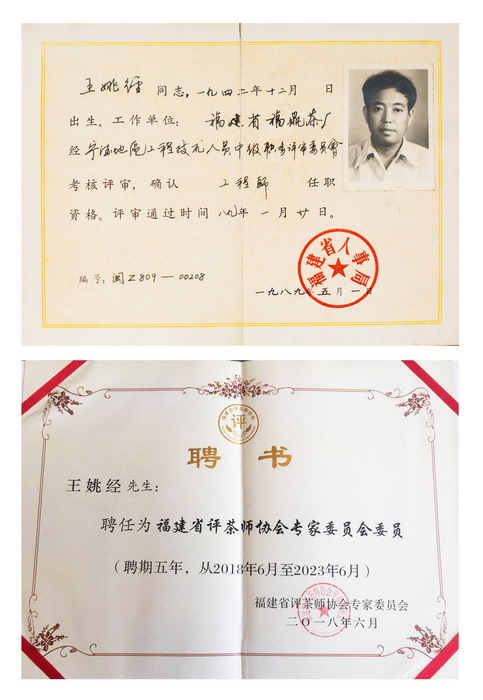 王姚经 同志，一九四二年十二月 日
出生。工作单位：福建省福鼎茶厂
经宁德地区工程技术人员中级职务评审委员会
考核评审，确认 工程师 任职
资格。评审通过时间 八九年 一月廿日。
福建省人事局
编号：闽Z809—00208
一九八九年五月一日
评
聘书
王姚经先生：
聘任为福建省评茶师协会专家委员会委员
（聘期五年，从2018年6月至2023年6月）
福建省评茶师协会专家委员会
二〇一八年六月